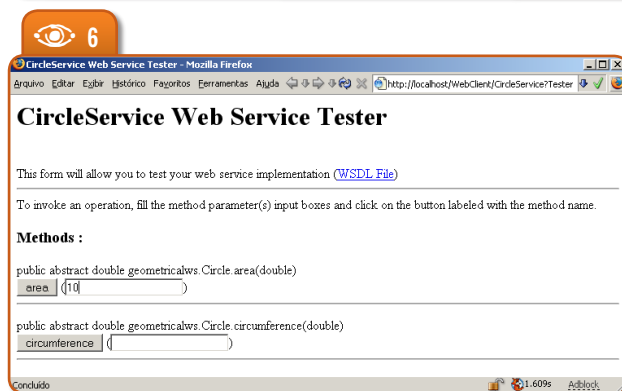 6
CircleService Web Service Tester - Mozilla Firefox
Arquivo Editar Exibir Histórico Favoritos Ferramentas Ajuda http://localhost/WebClient/CircleService?Tester
CircleService Web Service Tester
This form will allow you to test your web service implementation (WSDL File)
To invoke an operation, fill the method parameter(s) input boxes and click on the button labeled with the method name.
Methods :
public abstract double geometricalws.Circle.area(double)
area (10)
public abstract double geometricalws.Circle.circumference(double)
circumference ( )
Concluído 1.609s Adblock